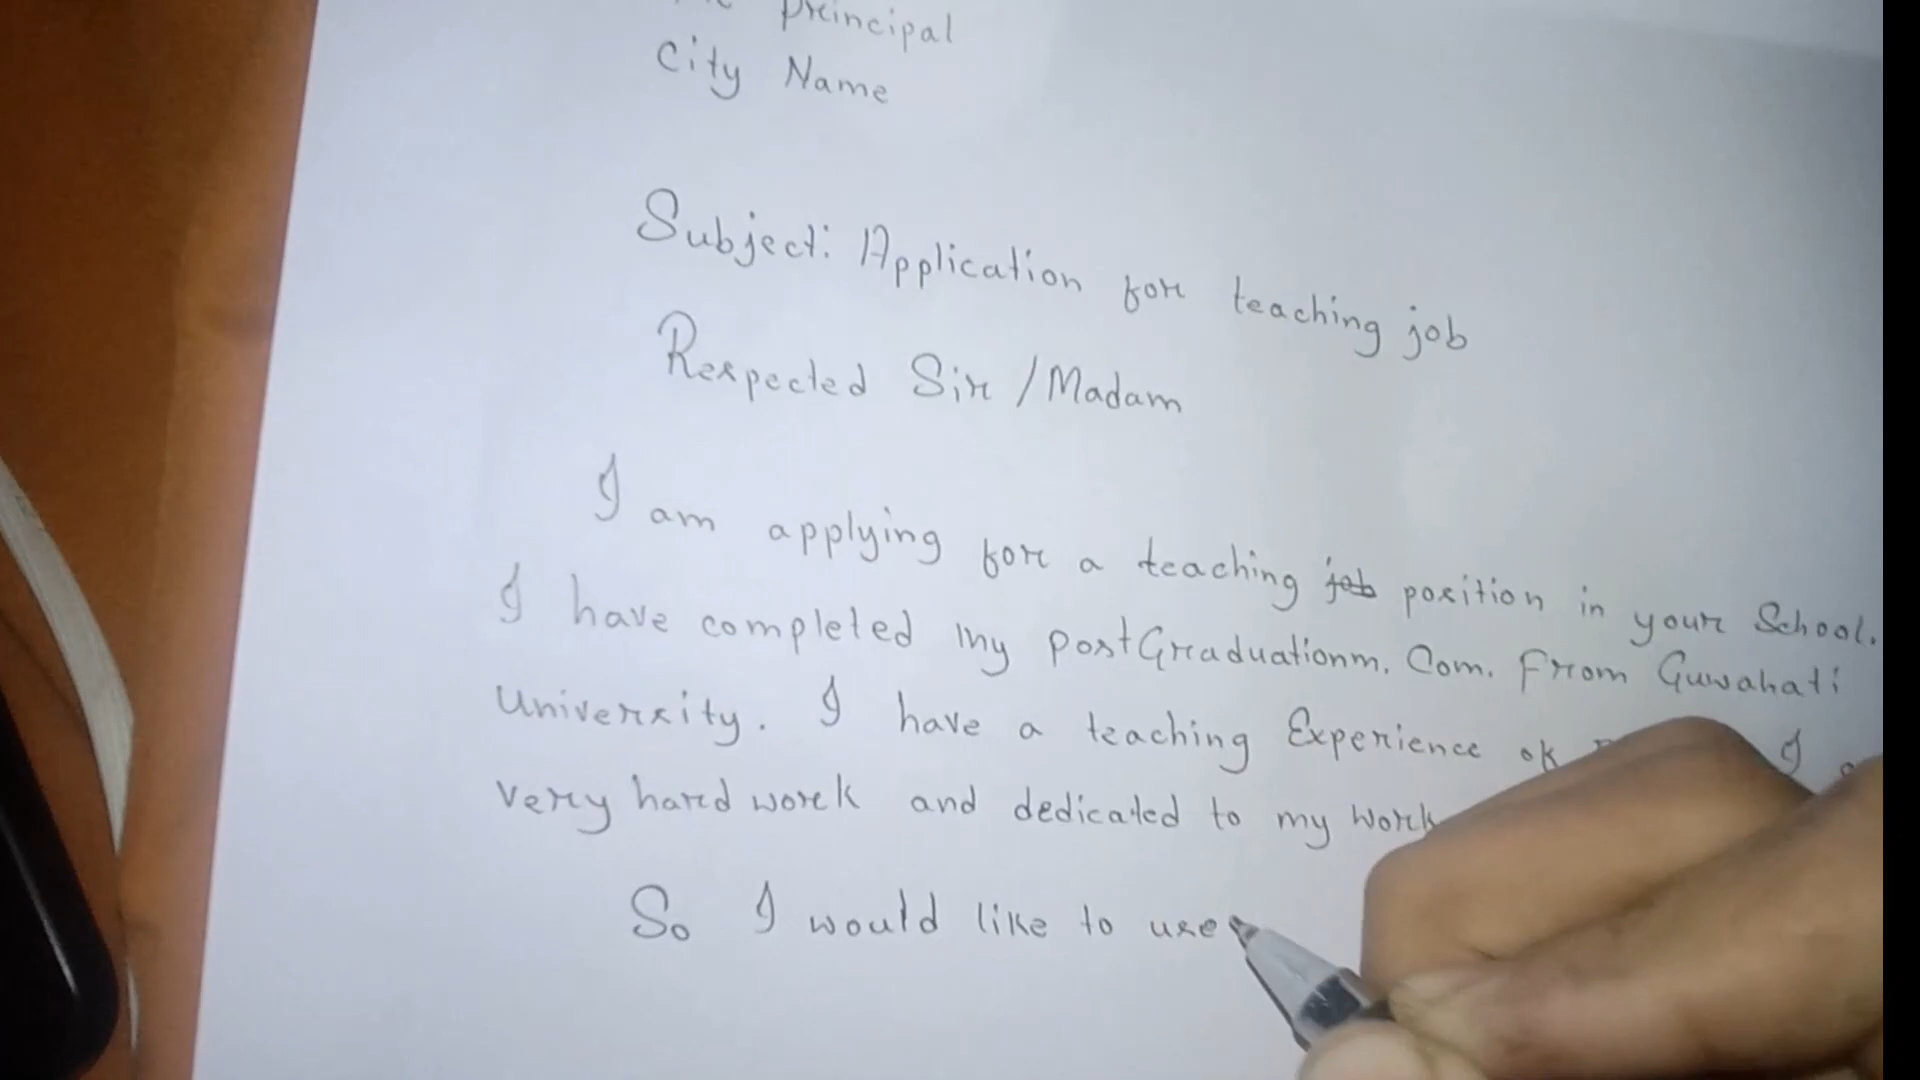 Principal
City Name
Subject: Application for teaching job
Respected Sir / Madam
I am applying for a teaching job position in your School.
I have completed my postGraduationm. Com. From Guwahati
University. I have a teaching Experience of I
very hard work and dedicated to my work
So I would like to use